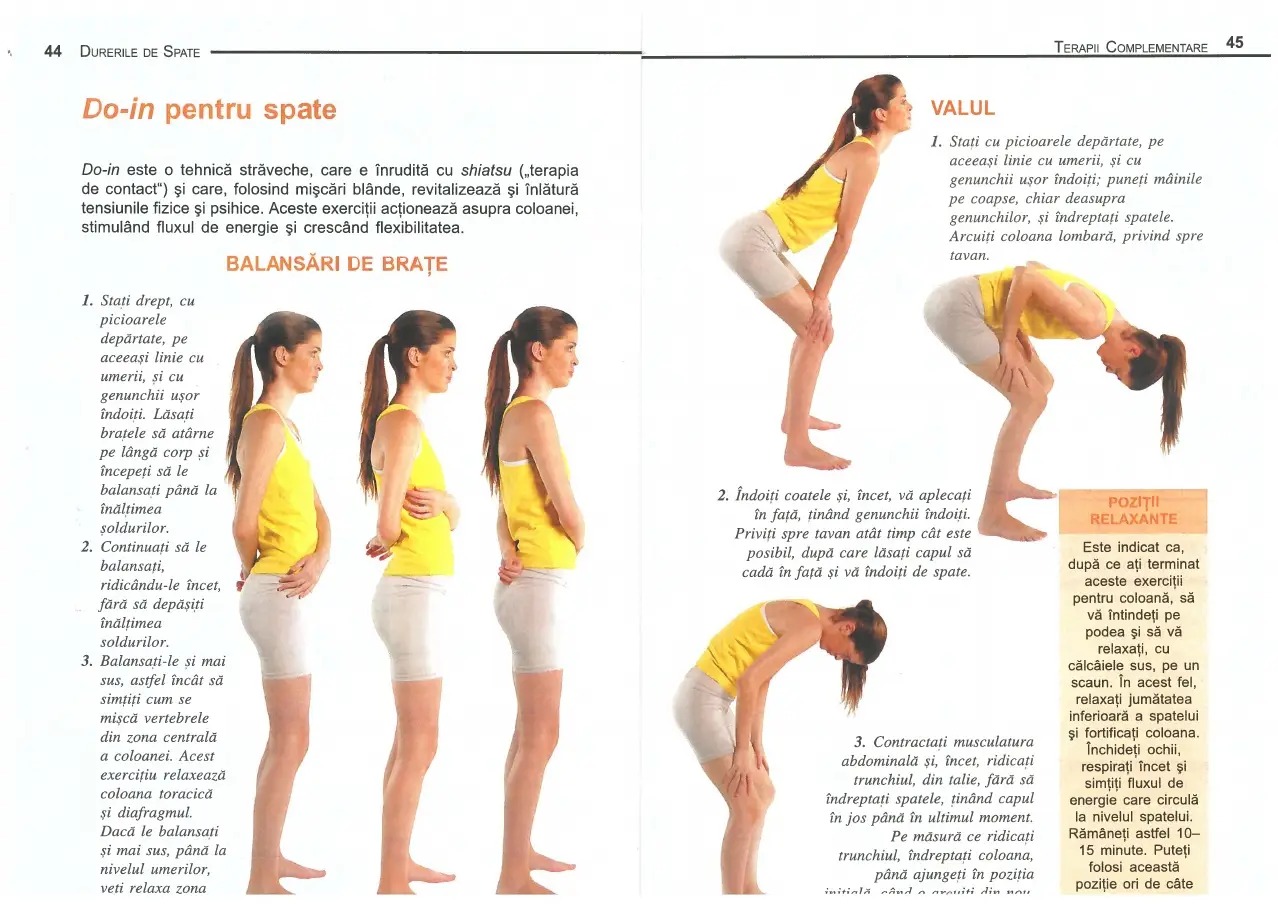 44 DURERILE DE SPATE
Do-in pentru spate
Do-in este o tehnică străveche, care e înrudită cu shiatsu („terapia
de contact“) şi care, folosind mişcări blânde, revitalizează şi înlătură
tensiunile fizice şi psihice. Aceste exerciţii acţionează asupra coloanei,
stimulând fluxul de energie şi crescând flexibilitatea.
BALANSĂRI DE BRAŢE
1. Staţi drept, cu
picioarele
depărtate, pe
aceeaşi linie cu
umerii, şi cu
genunchii uşor
îndoiţi. Lăsaţi
braţele să atârne
pe lângă corp şi
începeţi să le
balansaţi până la
înălţimea
şoldurilor.
2. Continuaţi să le
balansaţi,
ridicându-le încet,
fără să depăşiţi
înălţimea
soldurilor.
3. Balansaţi-le şi mai
sus, astfel încât să
simţiţi cum se
mişcă vertebrele
din zona centrală
a coloanei. Acest
exerciţiu relaxează
coloana toracică
şi diafragmul.
Dacă le balansaţi
şi mai sus, până la
nivelul umerilor,
veţi relaxa zona
TERAPII COMPLEMENTARE 45
VALUL
1. Staţi cu picioarele depărtate, pe
aceeaşi linie cu umerii, şi cu
genunchii uşor îndoiţi; puneţi mâinile
pe coapse, chiar deasupra
genunchilor, şi îndreptaţi spatele.
Arcuiţi coloana lombară, privind spre
tavan.
2. Îndoiţi coatele şi, încet, vă aplecaţi
în faţă, ţinând genunchii îndoiţi.
Priviţi spre tavan atât timp cât este
posibil, după care lăsaţi capul să
cadă în faţă şi vă îndoiţi de spate.
3. Contractaţi musculatura
abdominală şi, încet, ridicaţi
trunchiul, din talie, fără să
îndreptaţi spatele, ţinând capul
în jos până în ultimul moment.
Pe măsură ce ridicaţi
trunchiul, îndreptaţi coloana,
până ajungeţi în poziţia
iniţială, când o arcuiţi din nou.
POZIŢII
RELAXANTE
Este indicat ca,
după ce aţi terminat
aceste exerciţii
pentru coloană, să
vă întindeţi pe
podea şi să vă
relaxaţi, cu
călcâiele sus, pe un
scaun. În acest fel,
relaxaţi jumătatea
inferioară a spatelui
şi fortificaţi coloana.
Închideţi ochii,
respiraţi încet şi
simţiţi fluxul de
energie care circulă
la nivelul spatelui.
Rămâneţi astfel 10–
15 minute. Puteţi
folosi această
poziţie ori de câte